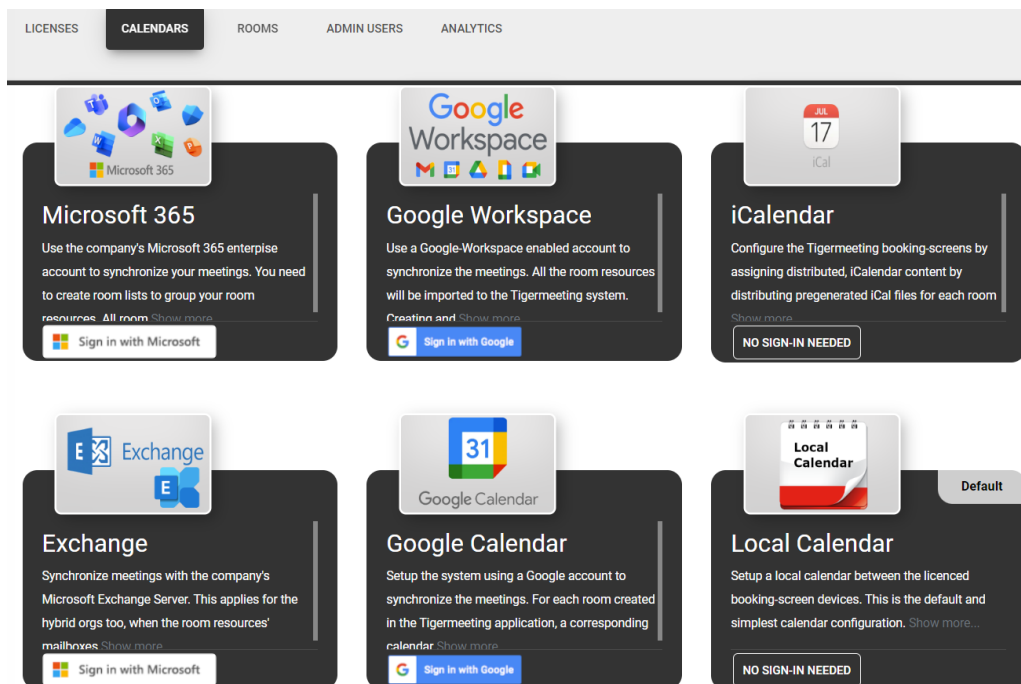 LICENSES
CALENDARS
ROOMS
ADMIN USERS
ANALYTICS
Microsoft 365
Microsoft 365
Use the company's Microsoft 365 enterpise
account to synchronize your meetings. You need
to create room lists to group your room
resources. All room Show more
Sign in with Microsoft
Google
Workspace
31
Google Workspace
Use a Google-Workspace enabled account to
synchronize the meetings. All the room resources
will be imported to the Tigermeeting system.
Creating and Show more
Sign in with Google
JUL
17
iCal
iCalendar
Configure the Tigermeeting booking-screens by
assigning distributed, iCalendar content by
distributing pregenerated iCal files for each room
Show more
NO SIGN-IN NEEDED
E
Exchange
E
Exchange
Synchronize meetings with the company's
Microsoft Exchange Server. This applies for the
hybrid orgs too, when the room resources'
mailboxes Show more
Sign in with Microsoft
31
Google Calendar
Google Calendar
Setup the system using a Google account to
synchronize the meetings. For each room created
in the Tigermeeting application, a corresponding
calendar Show more
Sign in with Google
Local
Calendar
Default
Local Calendar
Setup a local calendar between the licenced
booking-screen devices. This is the default and
simplest calendar configuration. Show more...
NO SIGN-IN NEEDED